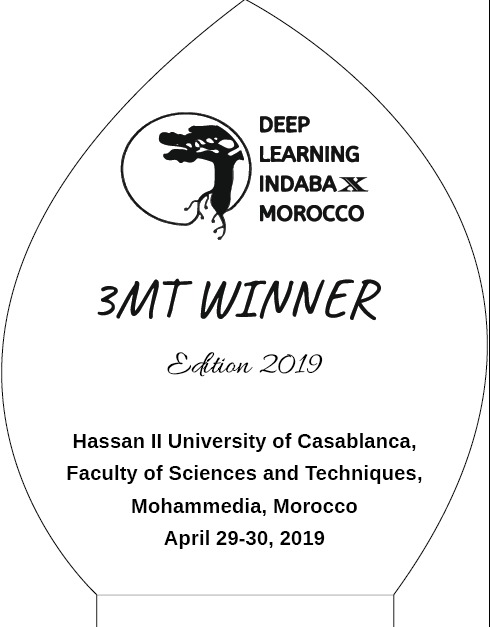 DEEP
LEARNING
INDABAX
MOROCCO
3MT WINNER
Edition 2019
Hassan II University of Casablanca,
Faculty of Sciences and Techniques,
Mohammedia, Morocco
April 29-30, 2019